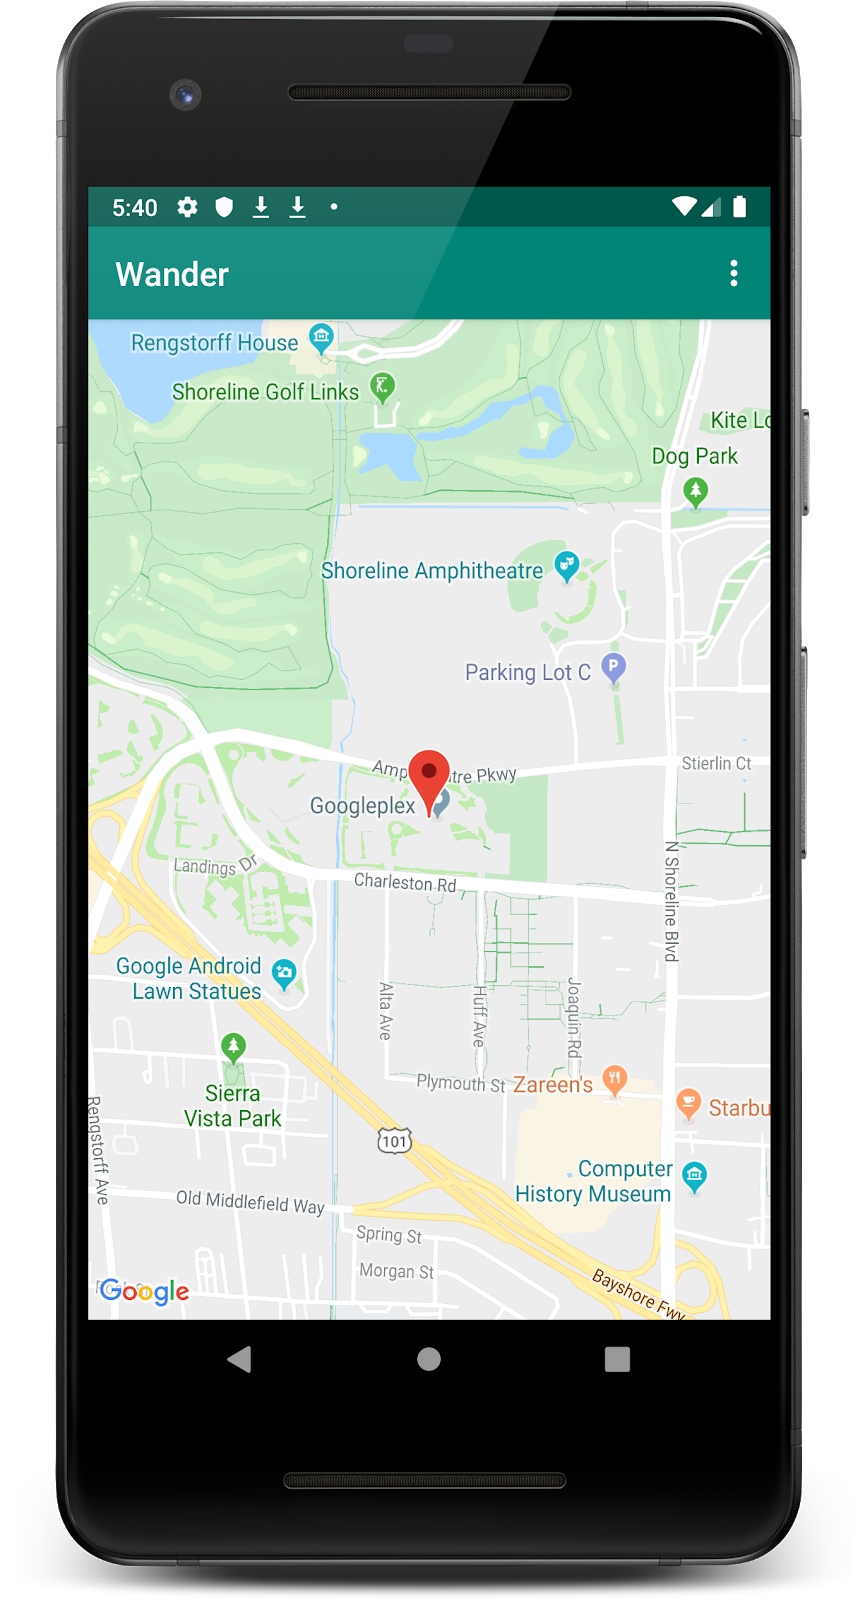 5:40
Wander
Rengstorff House
Shoreline Golf Links
Kite Lo
Dog Park
Shoreline Amphitheatre
Parking Lot C
Stierlin Ct
Amp itre Pkwy
Googleplex
N Shoreline Blvd
Landings Dr
Charleston Rd
Google Android
Lawn Statues
Alta Ave
Huff Ave
Joaquin Rd
Sierra
Vista Park
Plymouth St
Zareen's
Starbu
Rengstorff Ave
101
Computer
History Museum
Old Middlefield Way
Spring St
Morgan St
Bayshore Fwy
Google